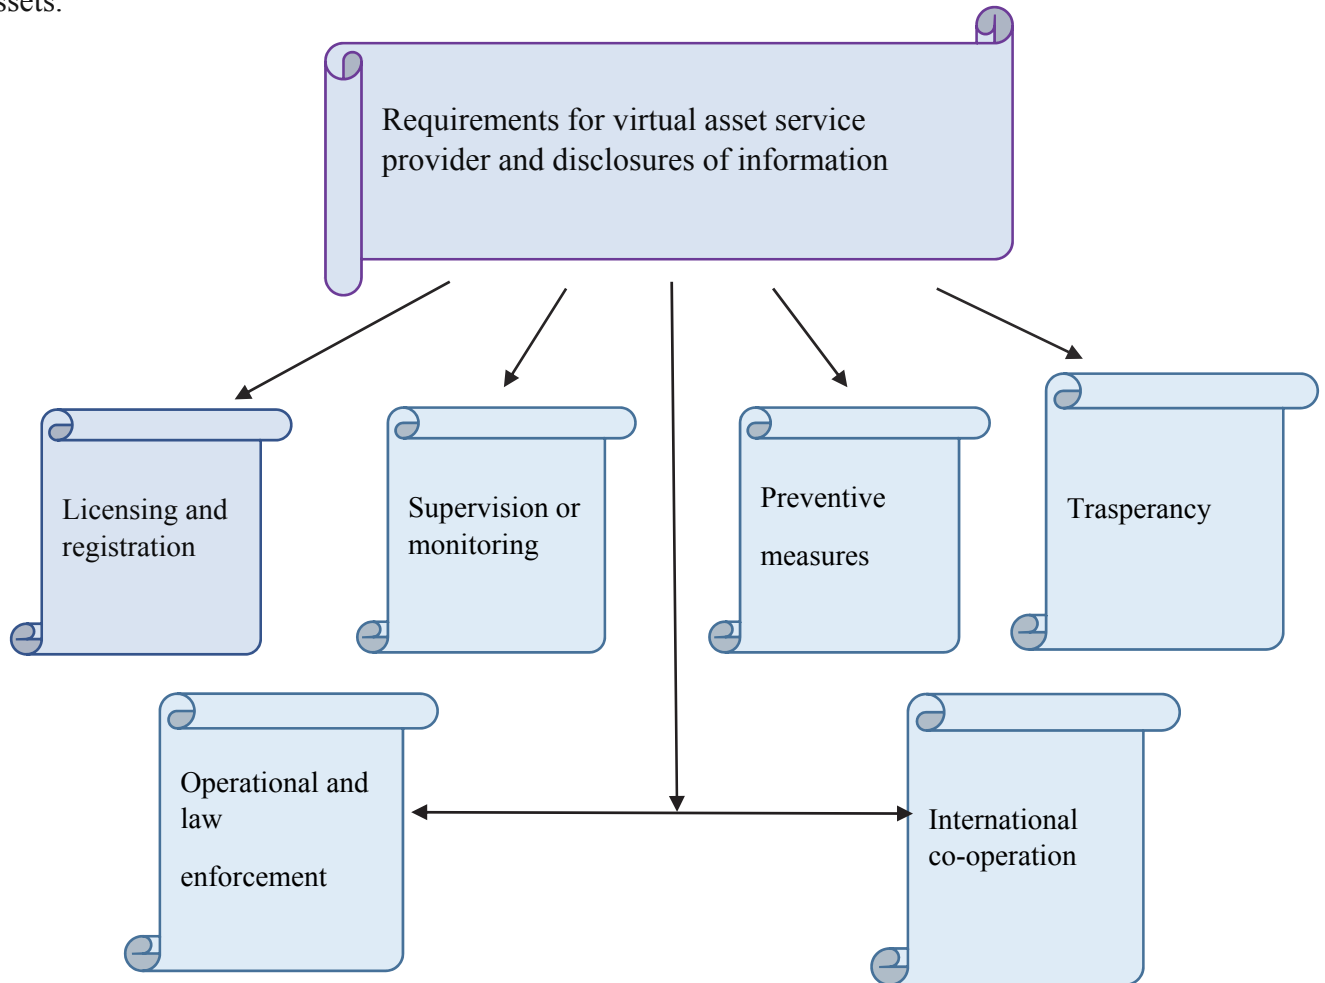 ssets.
Requirements for virtual asset service
provider and disclosures of information
Licensing and
registration
Supervision or
monitoring
Preventive
measures
Trasperancy
Operational and
law
enforcement
International
co-operation